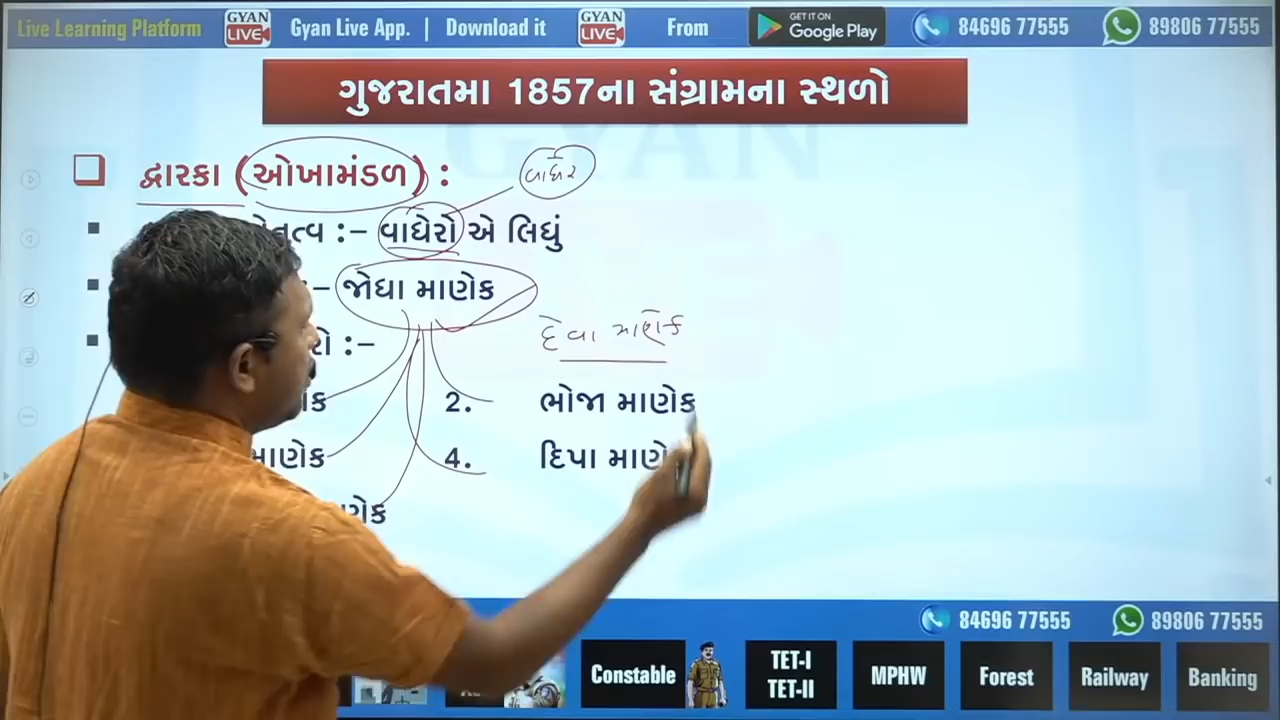 Live Learning Platform GYAN LIVE Gyan Live App. | Download it GYAN LIVE From GET IT ON Google Play 84696 77555 89806 77555
ગુજરાતમા 1857ના સંગ્રામના સ્થળો
GYAN
દ્વારકા (ઓખામંડળ) :
વાઘેર
:- વાઘેરો એ લિધું
:- જોધા માણેક
:-
દેવા માણેક
2. ભોજા માણેક
માણેક 4. દિપા
84696 77555 89806 77555
Constable TET-I TET-II MPHW Forest Railway Banking